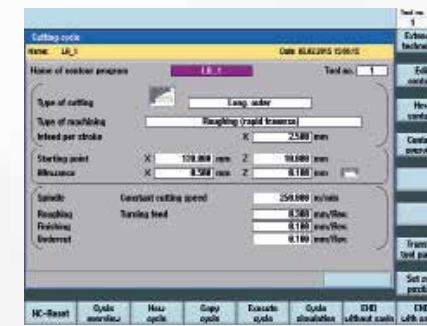 Tool no.
1
Cutting cycle
Name: LR_1
Date 05.02.2015 15:06:15
Name of contour program LR_1 Tool no. 1
Type of cutting Long. outer
Type of machining Roughing (rapid traverse)
Infeed per stroke X 2.500 mm
Starting point X 120.000 mm Z 10.000 mm
Allowance X 0.500 mm Z 0.100 mm
Spindle Constant cutting speed 250.000 m/min
Roughing Turning feed 0.300 mm/Rev.
Finishing 0.100 mm/Rev.
Undercut 0.100 mm/Rev.
NC-Reset
Cycle overview
New cycle
Copy cycle
Execute cycle
Cycle simulation
END without save
END